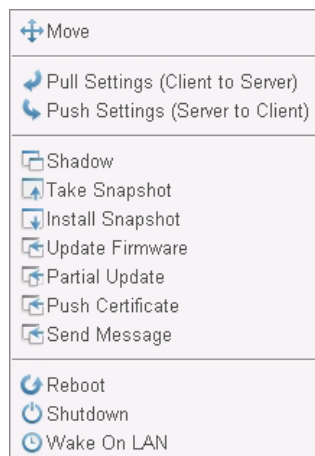 Move
Pull Settings (Client to Server)
Push Settings (Server to Client)
Shadow
Take Snapshot
Install Snapshot
Update Firmware
Partial Update
Push Certificate
Send Message
Reboot
Shutdown
Wake On LAN